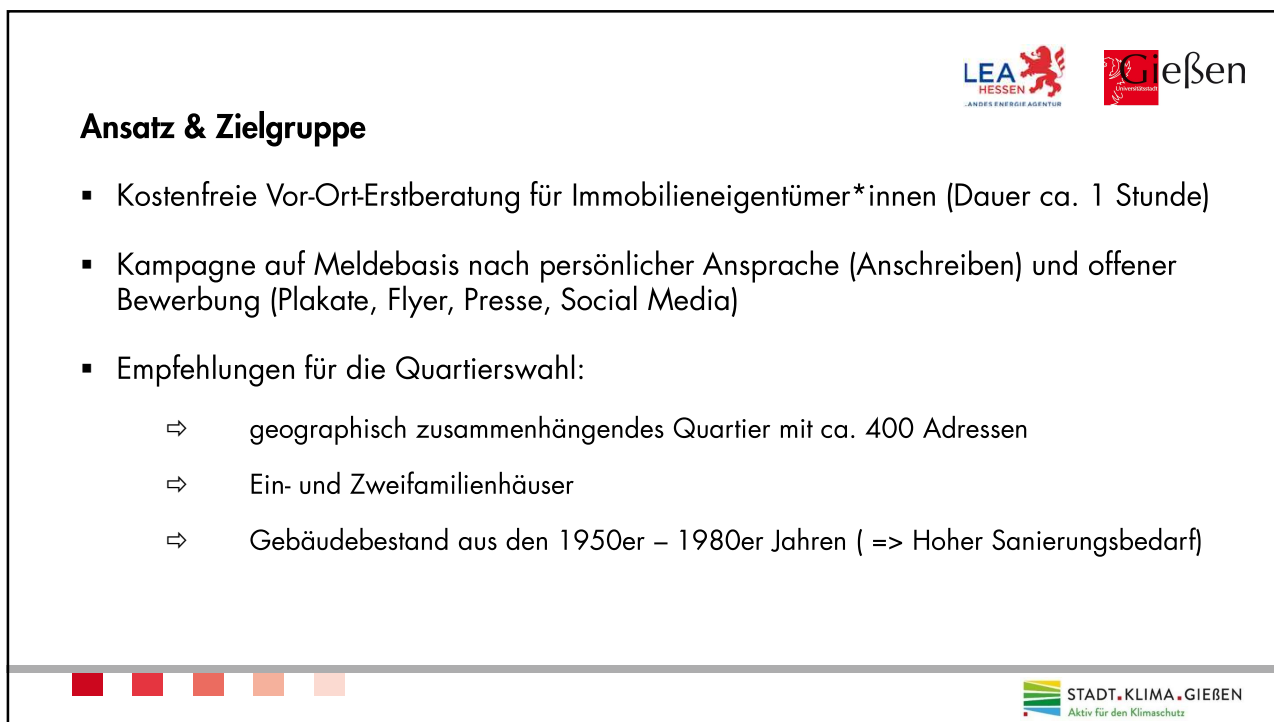 LEA
HESSEN
LANDES ENERGIE AGENTUR
Gießen
Universitätsstadt
Ansatz & Zielgruppe
▪ Kostenfreie Vor-Ort-Erstberatung für Immobilieneigentümer*innen (Dauer ca. 1 Stunde)
▪ Kampagne auf Meldebasis nach persönlicher Ansprache (Anschreiben) und offener
Bewerbung (Plakate, Flyer, Presse, Social Media)
▪ Empfehlungen für die Quartierswahl:
⇨ geographisch zusammenhängendes Quartier mit ca. 400 Adressen
⇨ Ein- und Zweifamilienhäuser
⇨ Gebäudebestand aus den 1950er – 1980er Jahren ( => Hoher Sanierungsbedarf)
STADT.KLIMA.GIEßEN
Aktiv für den Klimaschutz